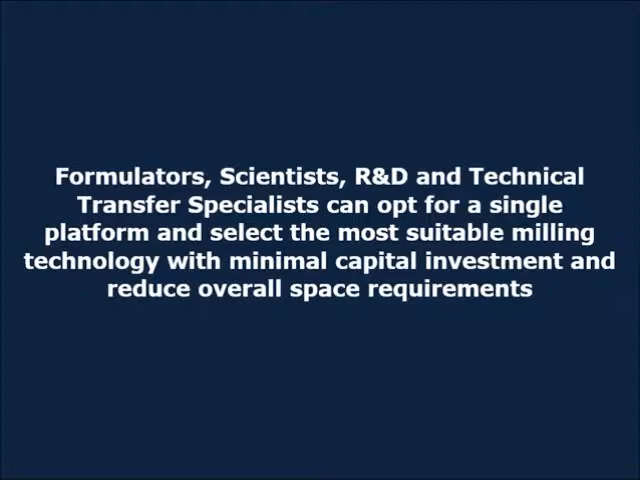 Formulators, Scientists, R&D and Technical
Transfer Specialists can opt for a single
platform and select the most suitable milling
technology with minimal capital investment and
reduce overall space requirements